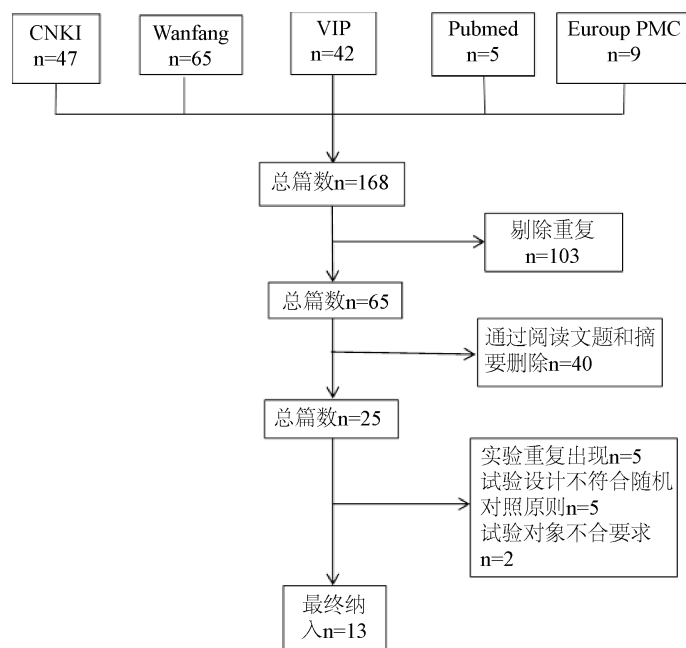 CNKI
n=47
Wanfang
n=65
VIP
n=42
Pubmed
n=5
Euroup PMC
n=9
总篇数n=168
剔除重复
n=103
总篇数n=65
通过阅读文题和摘
要删除n=40
总篇数n=25
实验重复出现n=5
试验设计不符合随机
对照原则n=5
试验对象不合要求
n=2
最终纳
入n=13